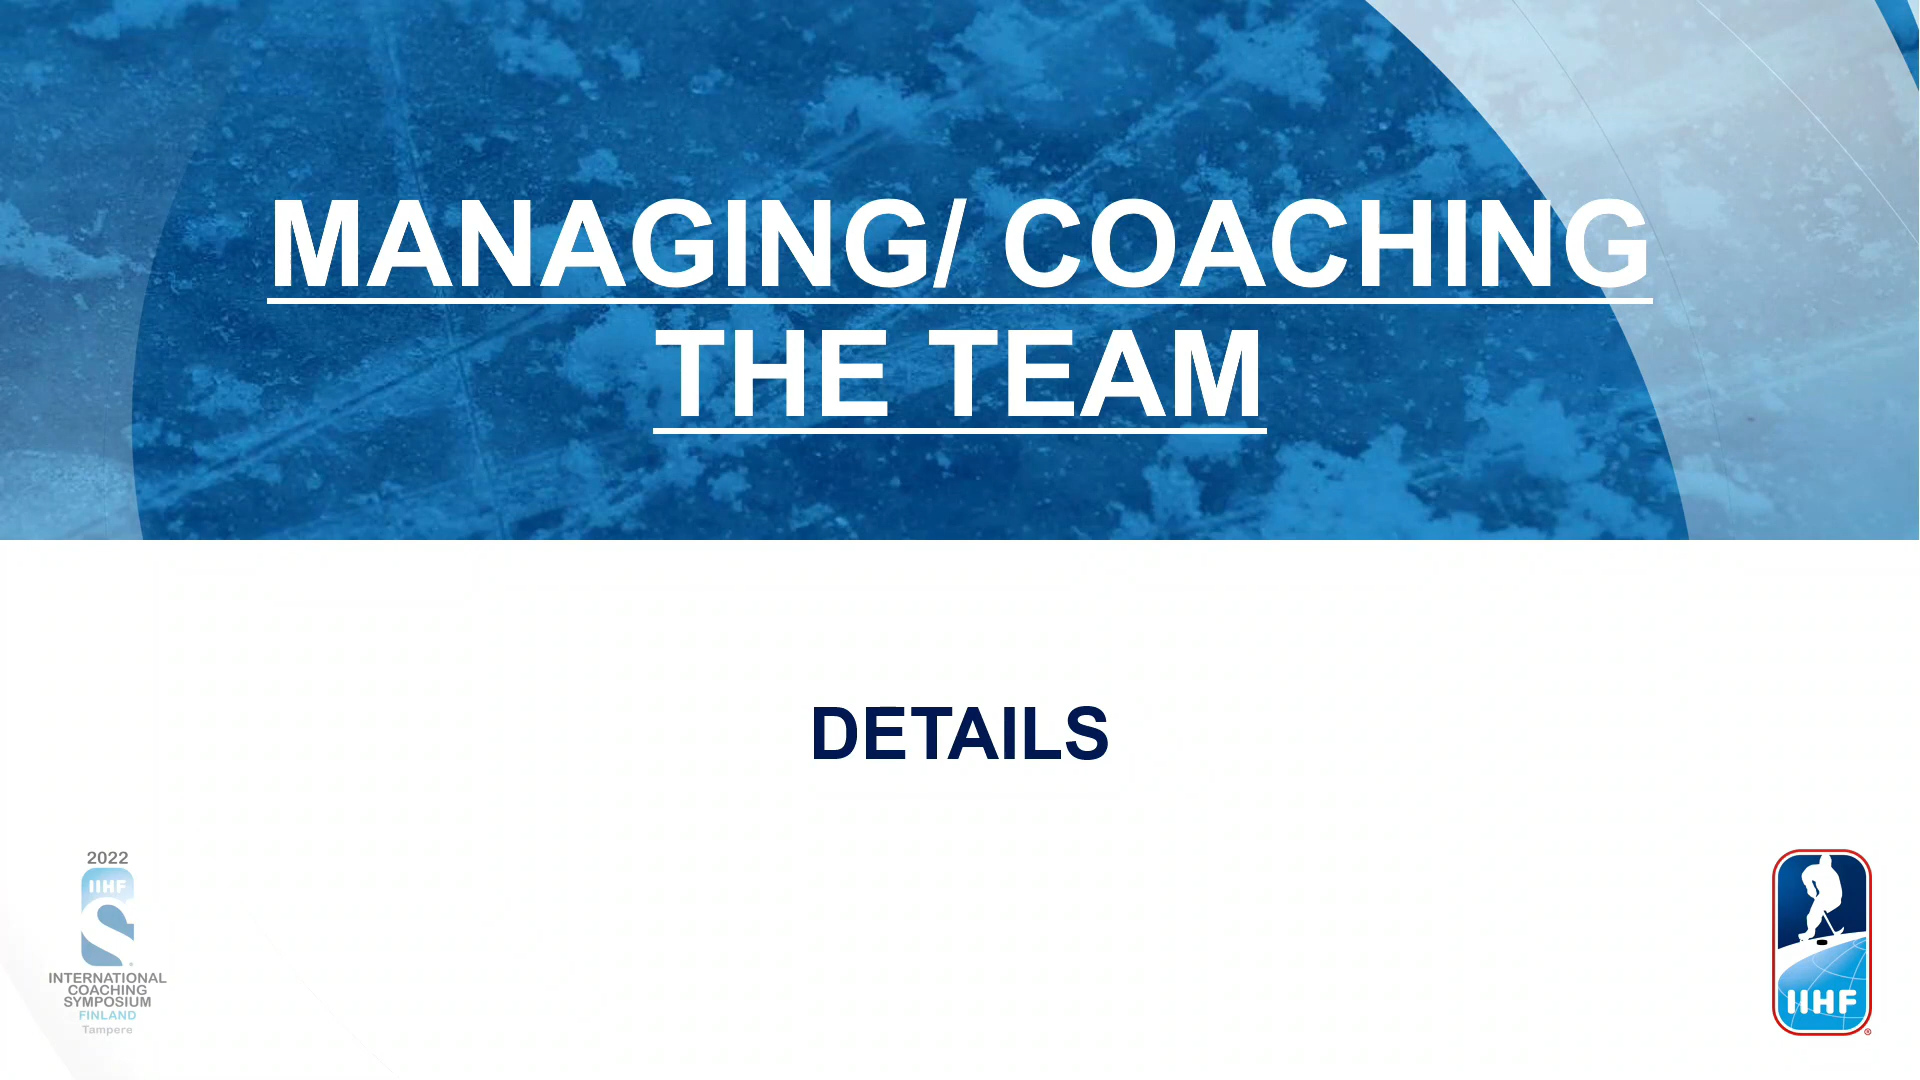 MANAGING/ COACHING
THE TEAM
DETAILS
2022
IIHF
INTERNATIONAL
COACHING
SYMPOSIUM
FINLAND
Tampere
IIHF
®